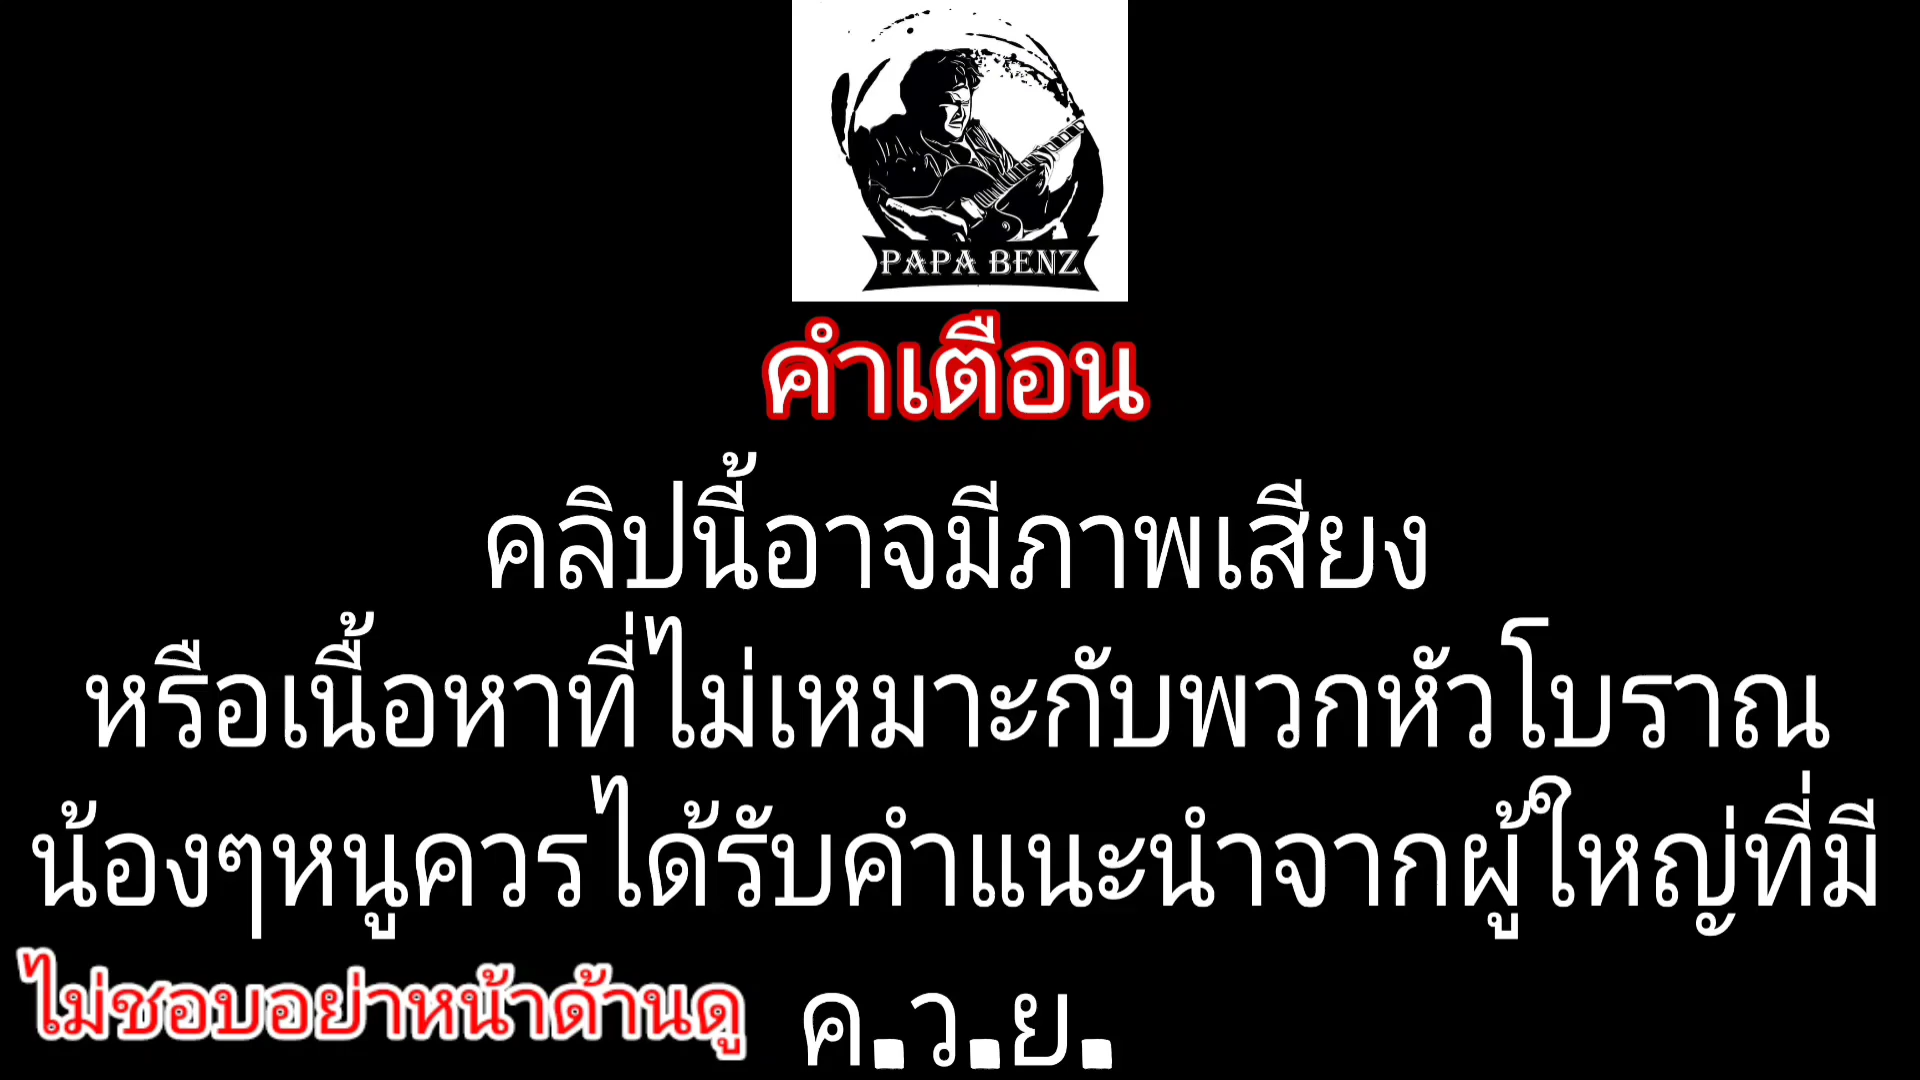 PAPA BENZ
คำเตือน
คลิปนี้อาจมีภาพเสียง
หรือเนื้อหาที่ไม่เหมาะกับพวกหัวโบราณ
น้องๆหนูควรได้รับคำแนะนำจากผู้ใหญ่ที่มี
ค.ว.ย.
ไม่ชอบอย่าหน้าด้านดู